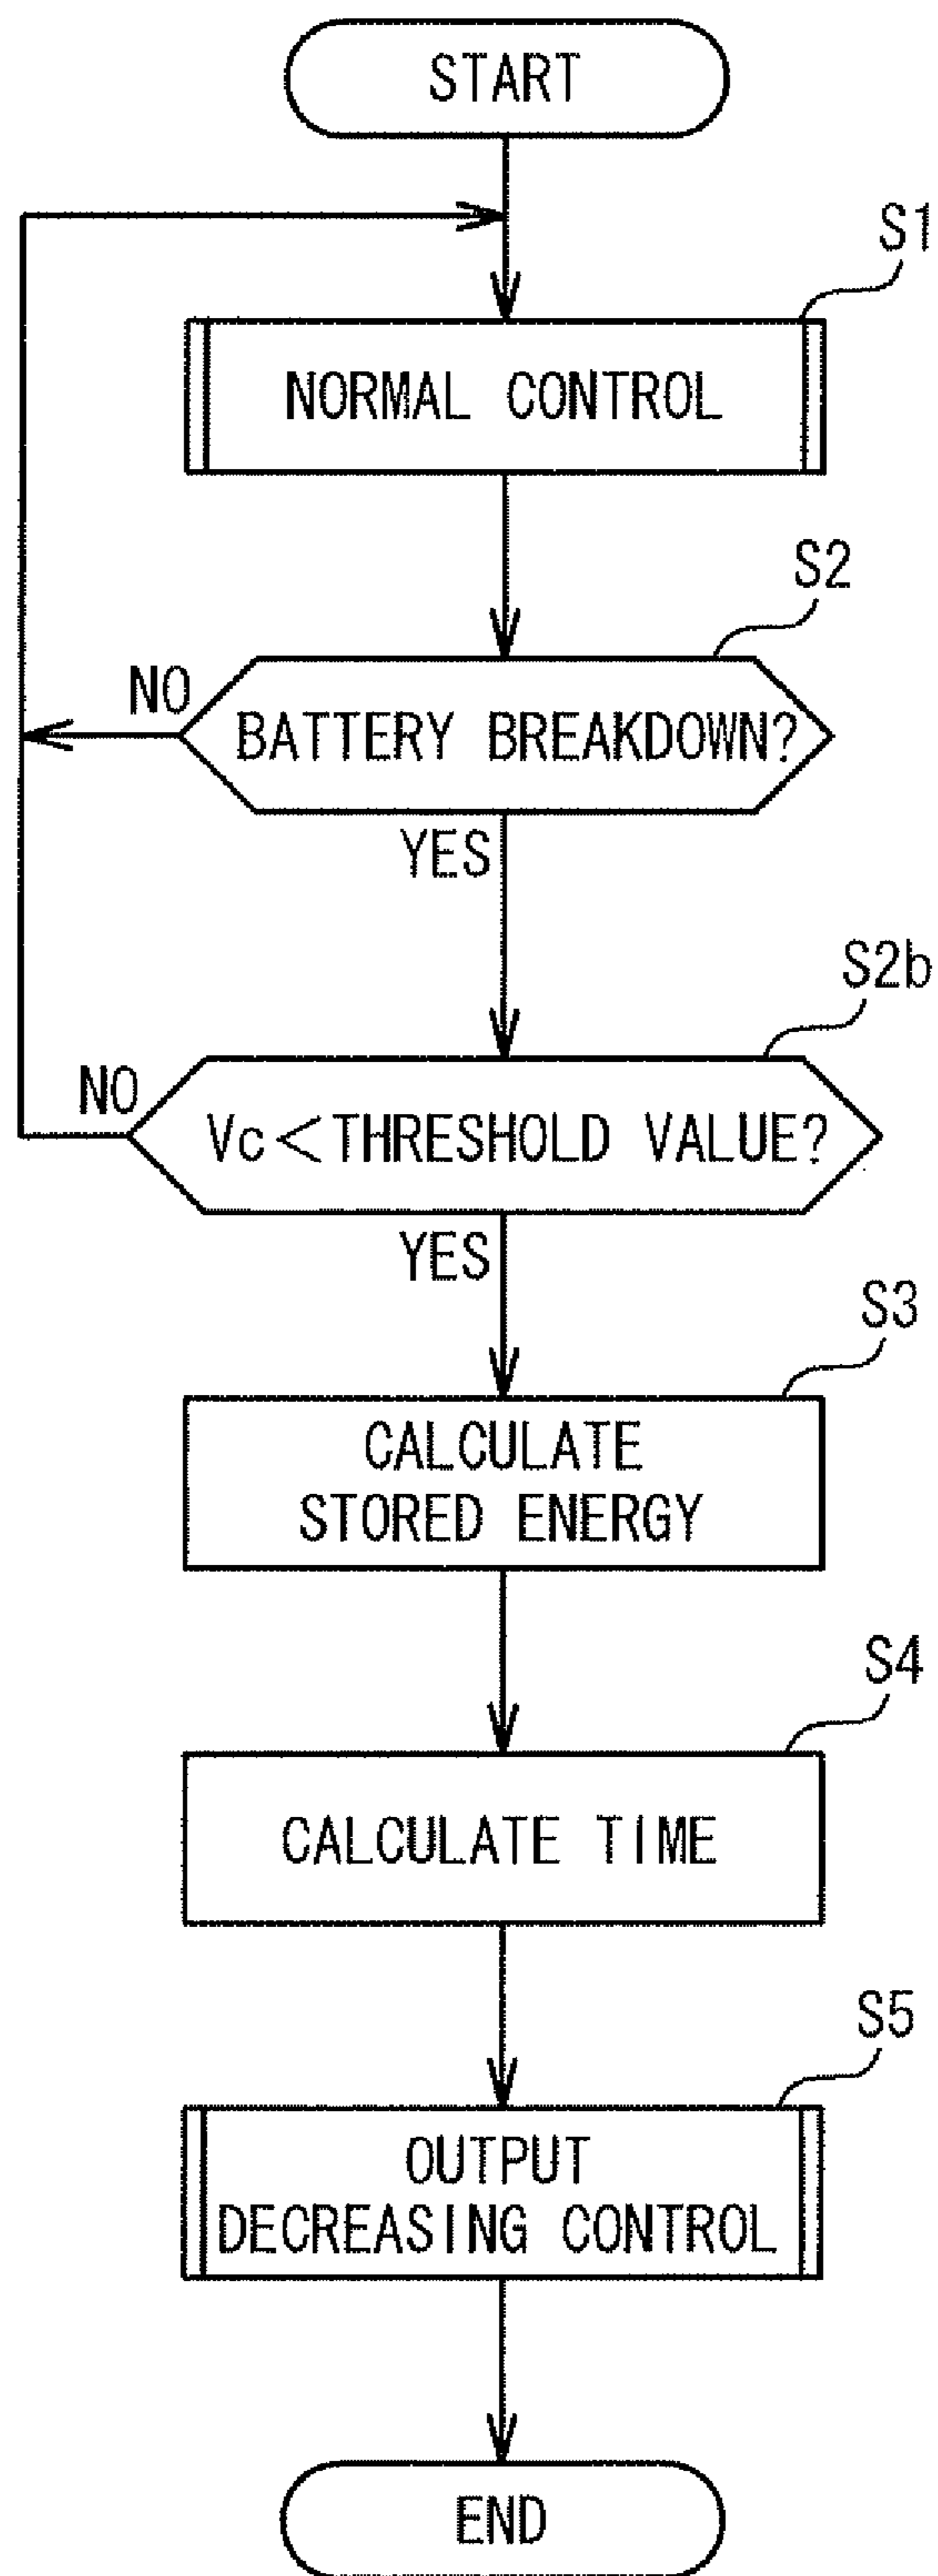 START
S1
NORMAL CONTROL
S2
NO
BATTERY BREAKDOWN?
YES
S2b
NO
Vc<THRESHOLD VALUE?
YES
S3
CALCULATE
STORED ENERGY
S4
CALCULATE TIME
S5
OUTPUT
DECREASING CONTROL
END